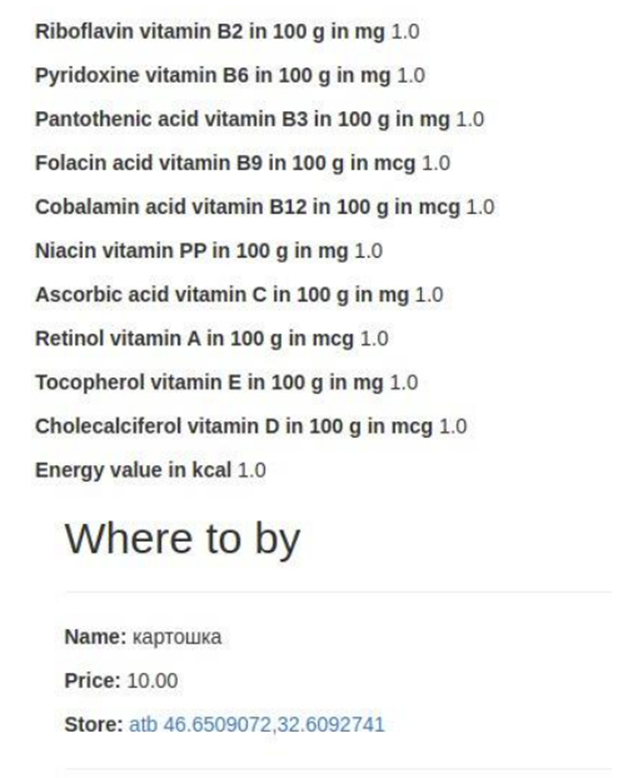 Riboflavin vitamin B2 in 100 g in mg 1.0
Pyridoxine vitamin B6 in 100 g in mg 1.0
Pantothenic acid vitamin B3 in 100 g in mg 1.0
Folacin acid vitamin B9 in 100 g in mcg 1.0
Cobalamin acid vitamin B12 in 100 g in mcg 1.0
Niacin vitamin PP in 100 g in mg 1.0
Ascorbic acid vitamin C in 100 g in mg 1.0
Retinol vitamin A in 100 g in mcg 1.0
Tocopherol vitamin E in 100 g in mg 1.0
Cholecalciferol vitamin D in 100 g in mcg 1.0
Energy value in kcal 1.0
Where to by
Name: картошка
Price: 10.00
Store: atb 46.6509072,32.6092741